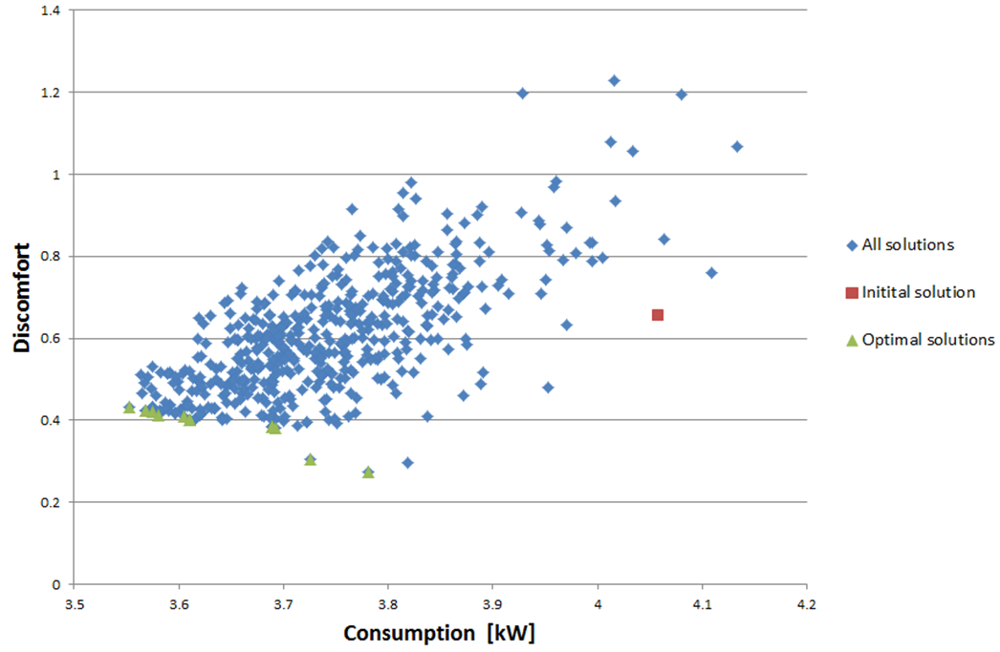 1.4
1.2
1
0.8
0.6
0.4
0.2
0
Discomfort
3.5 3.6 3.7 3.8 3.9 4 4.1 4.2
Consumption [kW]
All solutions
Initital solution
Optimal solutions